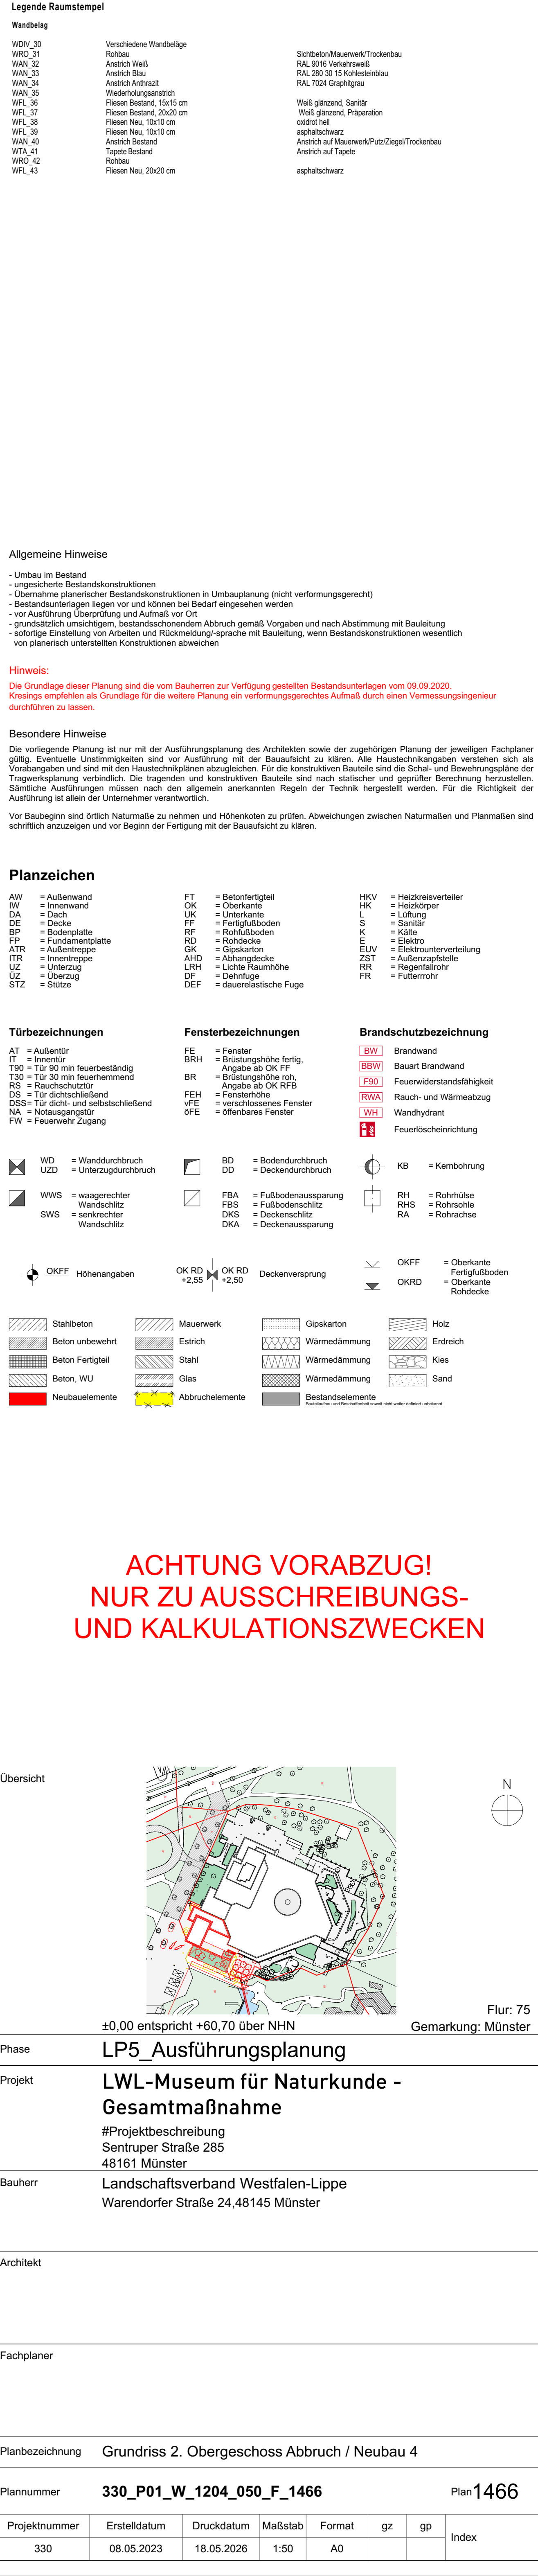 Legende Raumstempel
Wandbelag
WDIV_30 Verschiedene Wandbeläge
WRO_31 Rohbau Sichtbeton/Mauerwerk/Trockenbau
WAN_32 Anstrich Weiß RAL 9016 Verkehrsweiß
WAN_33 Anstrich Blau RAL 280 30 15 Kohlesteinblau
WAN_34 Anstrich Anthrazit RAL 7024 Graphitgrau
WAN_35 Wiederholungsanstrich
WFL_36 Fliesen Bestand, 15x15 cm Weiß glänzend, Sanitär
WFL_37 Fliesen Bestand, 20x20 cm Weiß glänzend, Präparation
WFL_38 Fliesen Neu, 10x10 cm oxidrot hell
WFL_39 Fliesen Neu, 10x10 cm asphaltschwarz
WAN_40 Anstrich Bestand Anstrich auf Mauerwerk/Putz/Ziegel/Trockenbau
WTA_41 Tapete Bestand Anstrich auf Tapete
WRO_42 Rohbau
WFL_43 Fliesen Neu, 20x20 cm asphaltschwarz
Allgemeine Hinweise
- Umbau im Bestand
- ungesicherte Bestandskonstruktionen
- Übernahme planerischer Bestandskonstruktionen in Umbauplanung (nicht verformungsgerecht)
- Bestandsunterlagen liegen vor und können bei Bedarf eingesehen werden
- vor Ausführung Überprüfung und Aufmaß vor Ort
- grundsätzlich umsichtigem, bestandsschonendem Abbruch gemäß Vorgaben und nach Abstimmung mit Bauleitung
- sofortige Einstellung von Arbeiten und Rückmeldung/-sprache mit Bauleitung, wenn Bestandskonstruktionen wesentlich
von planerisch unterstellten Konstruktionen abweichen
Hinweis:
Die Grundlage dieser Planung sind die vom Bauherren zur Verfügung gestellten Bestandsunterlagen vom 09.09.2020.
Kresings empfehlen als Grundlage für die weitere Planung ein verformungsgerechtes Aufmaß durch einen Vermessungsingenieur
durchführen zu lassen.
Besondere Hinweise
Die vorliegende Planung ist nur mit der Ausführungsplanung des Architekten sowie der zugehörigen Planung der jeweiligen Fachplaner
gültig. Eventuelle Unstimmigkeiten sind vor Ausführung mit der Bauaufsicht zu klären. Alle Haustechnikangaben verstehen sich als
Vorabangaben und sind mit den Haustechnikplänen abzugleichen. Für die konstruktiven Bauteile sind die Schal- und Bewehrungspläne der
Tragwerksplanung verbindlich. Die tragenden und konstruktiven Bauteile sind nach statischer und geprüfter Berechnung herzustellen.
Sämtliche Ausführungen müssen nach den allgemein anerkannten Regeln der Technik hergestellt werden. Für die Richtigkeit der
Ausführung ist allein der Unternehmer verantwortlich.
Vor Baubeginn sind örtlich Naturmaße zu nehmen und Höhenkoten zu prüfen. Abweichungen zwischen Naturmaßen und Planmaßen sind
schriftlich anzuzeigen und vor Beginn der Fertigung mit der Bauaufsicht zu klären.
Planzeichen
AW = Außenwand FT = Betonfertigteil HKV = Heizkreisverteiler
IW = Innenwand OK = Oberkante HK = Heizkörper
DA = Dach UK = Unterkante L = Lüftung
DE = Decke FF = Fertigfußboden S = Sanitär
BP = Bodenplatte RF = Rohfußboden K = Kälte
FP = Fundamentplatte RD = Rohdecke E = Elektro
ATR = Außentreppe GK = Gipskarton EUV = Elektrounterverteilung
ITR = Innentreppe AHD = Abhangdecke ZST = Außenzapfstelle
UZ = Unterzug LRH = Lichte Raumhöhe RR = Regenfallrohr
ÜZ = Überzug DF = Dehnfuge FR = Futterrrohr
STZ = Stütze DEF = dauerelastische Fuge
Türbezeichnungen Fensterbezeichnungen Brandschutzbezeichnung
AT = Außentür
IT = Innentür
T90 = Tür 90 min feuerbeständig
T30 = Tür 30 min feuerhemmend
RS = Rauchschutztür
DS = Tür dichtschließend
DSS = Tür dicht- und selbstschließend
NA = Notausgangstür
FW = Feuerwehr Zugang
FE = Fenster
BRH = Brüstungshöhe fertig,
Angabe ab OK FF
BR = Brüstungshöhe roh,
Angabe ab OK RFB
FEH = Fensterhöhe
vFE = verschlossenes Fenster
öFE = öffenbares Fenster
BW Brandwand
BBW Bauart Brandwand
F90 Feuerwiderstandsfähigkeit
RWA Rauch- und Wärmeabzug
WH Wandhydrant
Feuerlöscheinrichtung
WD = Wanddurchbruch BD = Bodendurchbruch
UZD = Unterzugdurchbruch DD = Deckendurchbruch
KB = Kernbohrung
WWS = waagerechter
Wandschlitz
SWS = senkrechter
Wandschlitz
FBA = Fußbodenaussparung
FBS = Fußbodenschlitz
DKS = Deckenschlitz
DKA = Deckenaussparung
RH = Rohrhülse
RHS = Rohrsohle
RA = Rohrachse
OKFF Höhenangaben
OK RD OK RD
+2,55 +2,50
Deckenversprung
OKFF = Oberkante
Fertigfußboden
OKRD = Oberkante
Rohdecke
Stahlbeton Mauerwerk Gipskarton Holz
Beton unbewehrt Estrich Wärmedämmung Erdreich
Beton Fertigteil Stahl Wärmedämmung Kies
Beton, WU Glas Wärmedämmung Sand
Neubauelemente Abbruchelemente Bestandselemente
Bauteilaufbau und Beschaffenheit soweit nicht weiter definiert unbekannt.
ACHTUNG VORABZUG!
NUR ZU AUSSCHREIBUNGS-
UND KALKULATIONSZWECKEN
Übersicht
N
Flur: 75
±0,00 entspricht +60,70 über NHN Gemarkung: Münster
Phase LP5_Ausführungsplanung
Projekt LWL-Museum für Naturkunde -
Gesamtmaßnahme
#Projektbeschreibung
Sentruper Straße 285
48161 Münster
Bauherr Landschaftsverband Westfalen-Lippe
Warendorfer Straße 24,48145 Münster
Architekt
Fachplaner
Planbezeichnung Grundriss 2. Obergeschoss Abbruch / Neubau 4
Plannummer 330_P01_W_1204_050_F_1466 Plan 1466
Projektnummer Erstelldatum Druckdatum Maßstab Format gz gp Index
330 08.05.2023 18.05.2026 1:50 A0